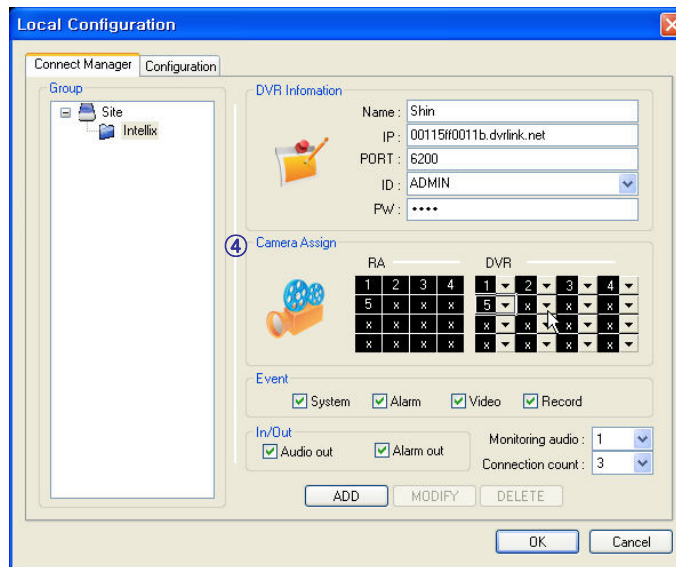 Local Configuration
Connect Manager
Configuration
Group
Site
Intellix
DVR Infomation
Name : Shin
IP : 00115ff0011b.dvrlink.net
PORT : 6200
ID : ADMIN
PW : ••••
④
Camera Assign
RA
1 2 3 4
5 x x x
x x x x
x x x x
DVR
1 2 3 4
5 x x x
x x x x
x x x x
Event
System Alarm Video Record
In/Out
Audio out Alarm out
Monitoring audio : 1
Connection count : 3
ADD MODIFY DELETE
OK Cancel